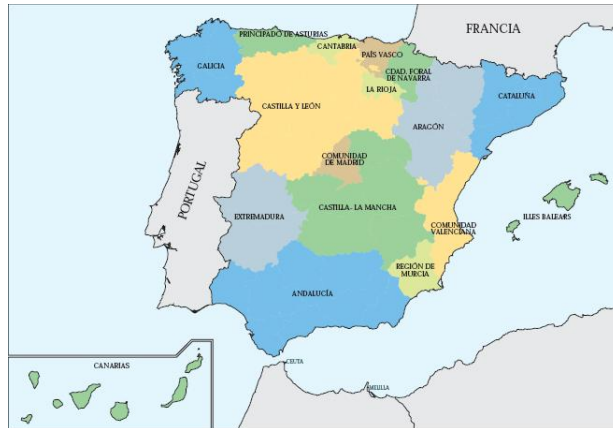 FRANCIA
PRINCIPADO DE ASTURIAS
CANTABRIA
PAÍS VASCO
GALICIA
CDAD. FORAL
DE NAVARRA
LA RIOJA
CATALUÑA
CASTILLA Y LEÓN
ARAGÓN
COMUNIDAD
DE MADRID
PORTUGAL
EXTREMADURA
CASTILLA- LA MANCHA
COMUNIDAD
VALENCIANA
ILLES BALEARS
REGIÓN DE
MURCIA
ANDALUCÍA
CANARIAS
CEUTA
MELILLA